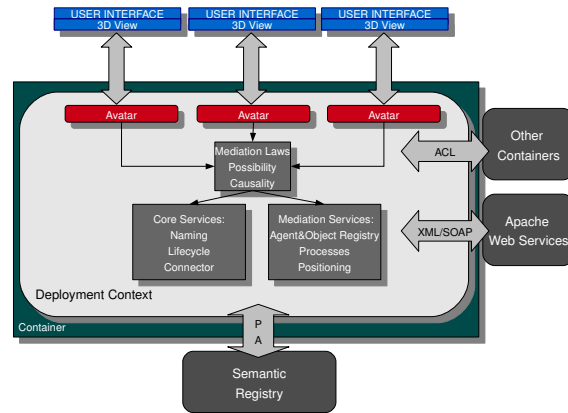 USER INTERFACE
3D View
USER INTERFACE
3D View
USER INTERFACE
3D View
Avatar
Avatar
Avatar
Mediation Laws
Possibility
Causality
Core Services:
Naming
Lifecycle
Connector
Mediation Services:
Agent&Object Registry
Processes
Positioning
ACL
Other
Containers
XML/SOAP
Apache
Web Services
Deployment Context
Container
P
A
Semantic
Registry